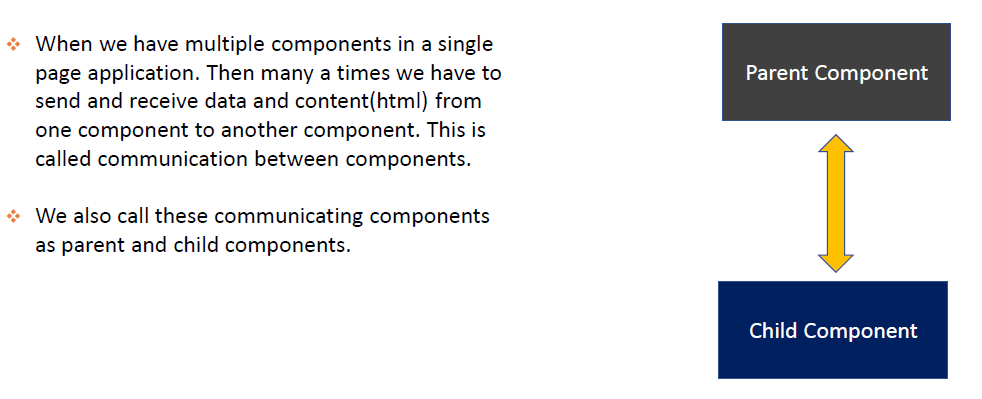 When we have multiple components in a single
page application. Then many a times we have to
send and receive data and content(html) from
one component to another component. This is
called communication between components.
We also call these communicating components
as parent and child components.
Parent Component
Child Component